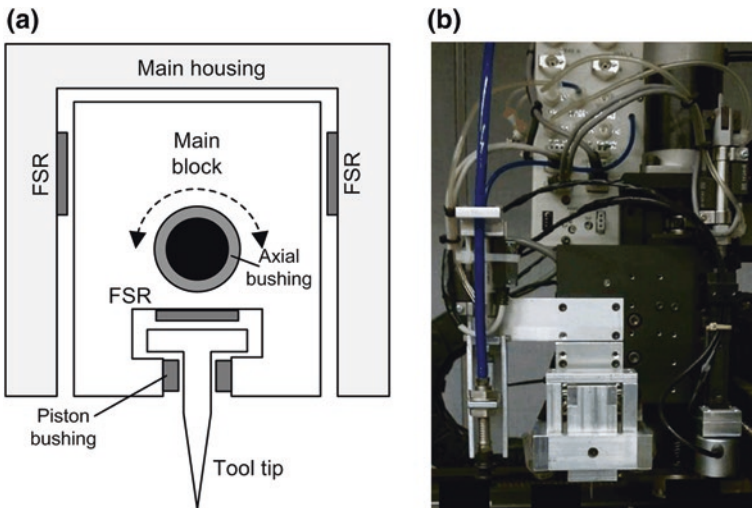 (a)
Main housing
FSR
Main
block
FSR
Axial
bushing
FSR
Piston
bushing
Tool tip
(b)